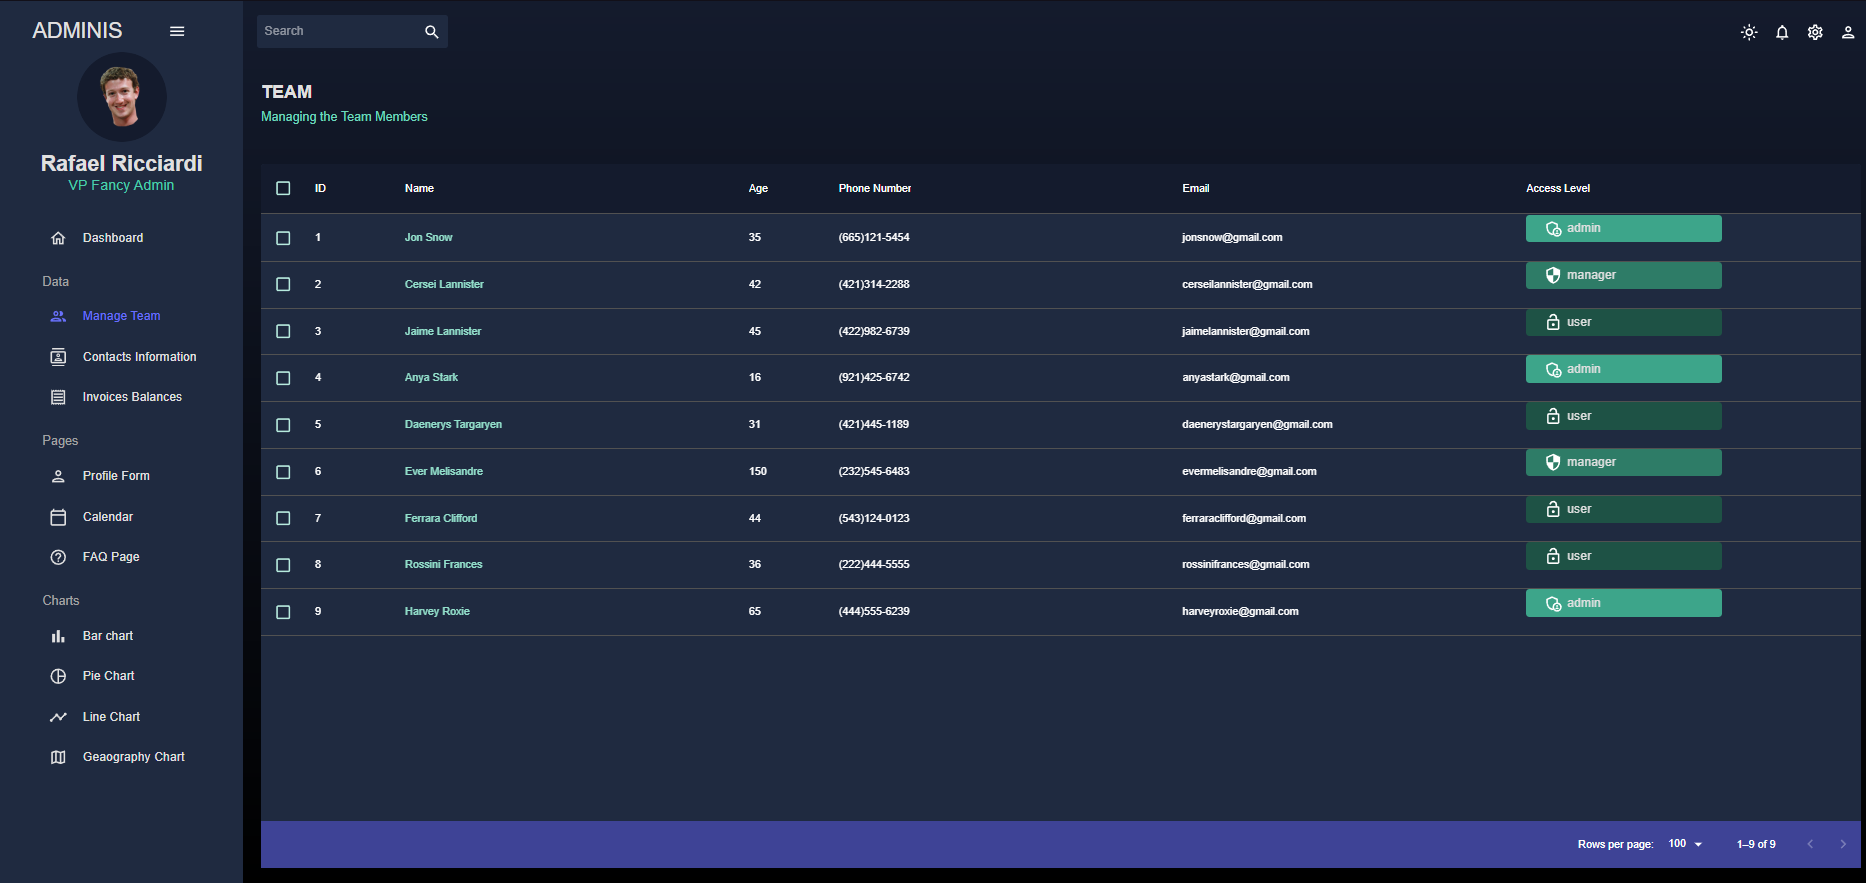 ADMINIS
Rafael Ricciardi
VP Fancy Admin
Dashboard
Data
Manage Team
Contacts Information
Invoices Balances
Pages
Profile Form
Calendar
FAQ Page
Charts
Bar chart
Pie Chart
Line Chart
Geaography Chart
Search
TEAM
Managing the Team Members
ID Name Age Phone Number Email Access Level
1 Jon Snow 35 (665)121-5454 jonsnow@gmail.com admin
2 Cersei Lannister 42 (421)314-2288 cerseilannister@gmail.com manager
3 Jaime Lannister 45 (422)982-6739 jaimelannister@gmail.com user
4 Anya Stark 16 (921)425-6742 anyastark@gmail.com admin
5 Daenerys Targaryen 31 (421)445-1189 daenerystargaryen@gmail.com user
6 Ever Melisandre 150 (232)545-6483 evermelisandre@gmail.com manager
7 Ferrara Clifford 44 (543)124-0123 ferraraclifford@gmail.com user
8 Rossini Frances 36 (222)444-5555 rossinifrances@gmail.com user
9 Harvey Roxie 65 (444)555-6239 harveyroxie@gmail.com admin
Rows per page: 100 1–9 of 9